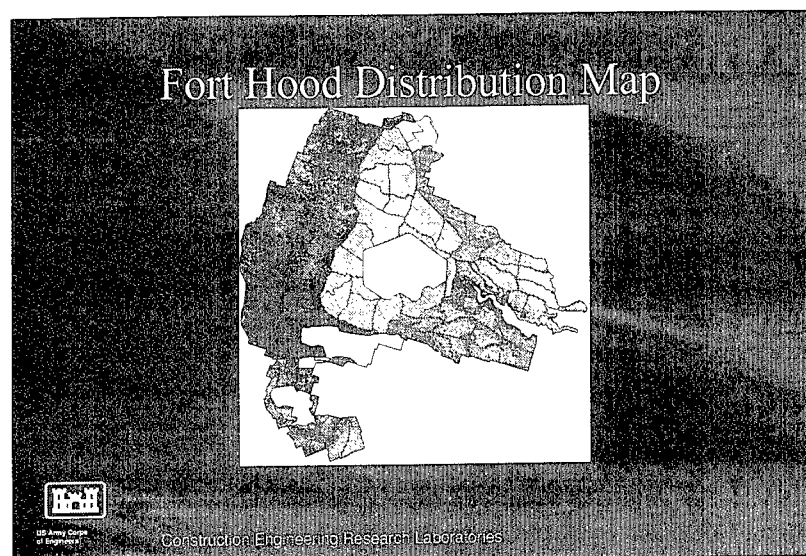 Fort Hood Distribution Map
US Army Corps
of Engineers
Construction Engineering Research Laboratories